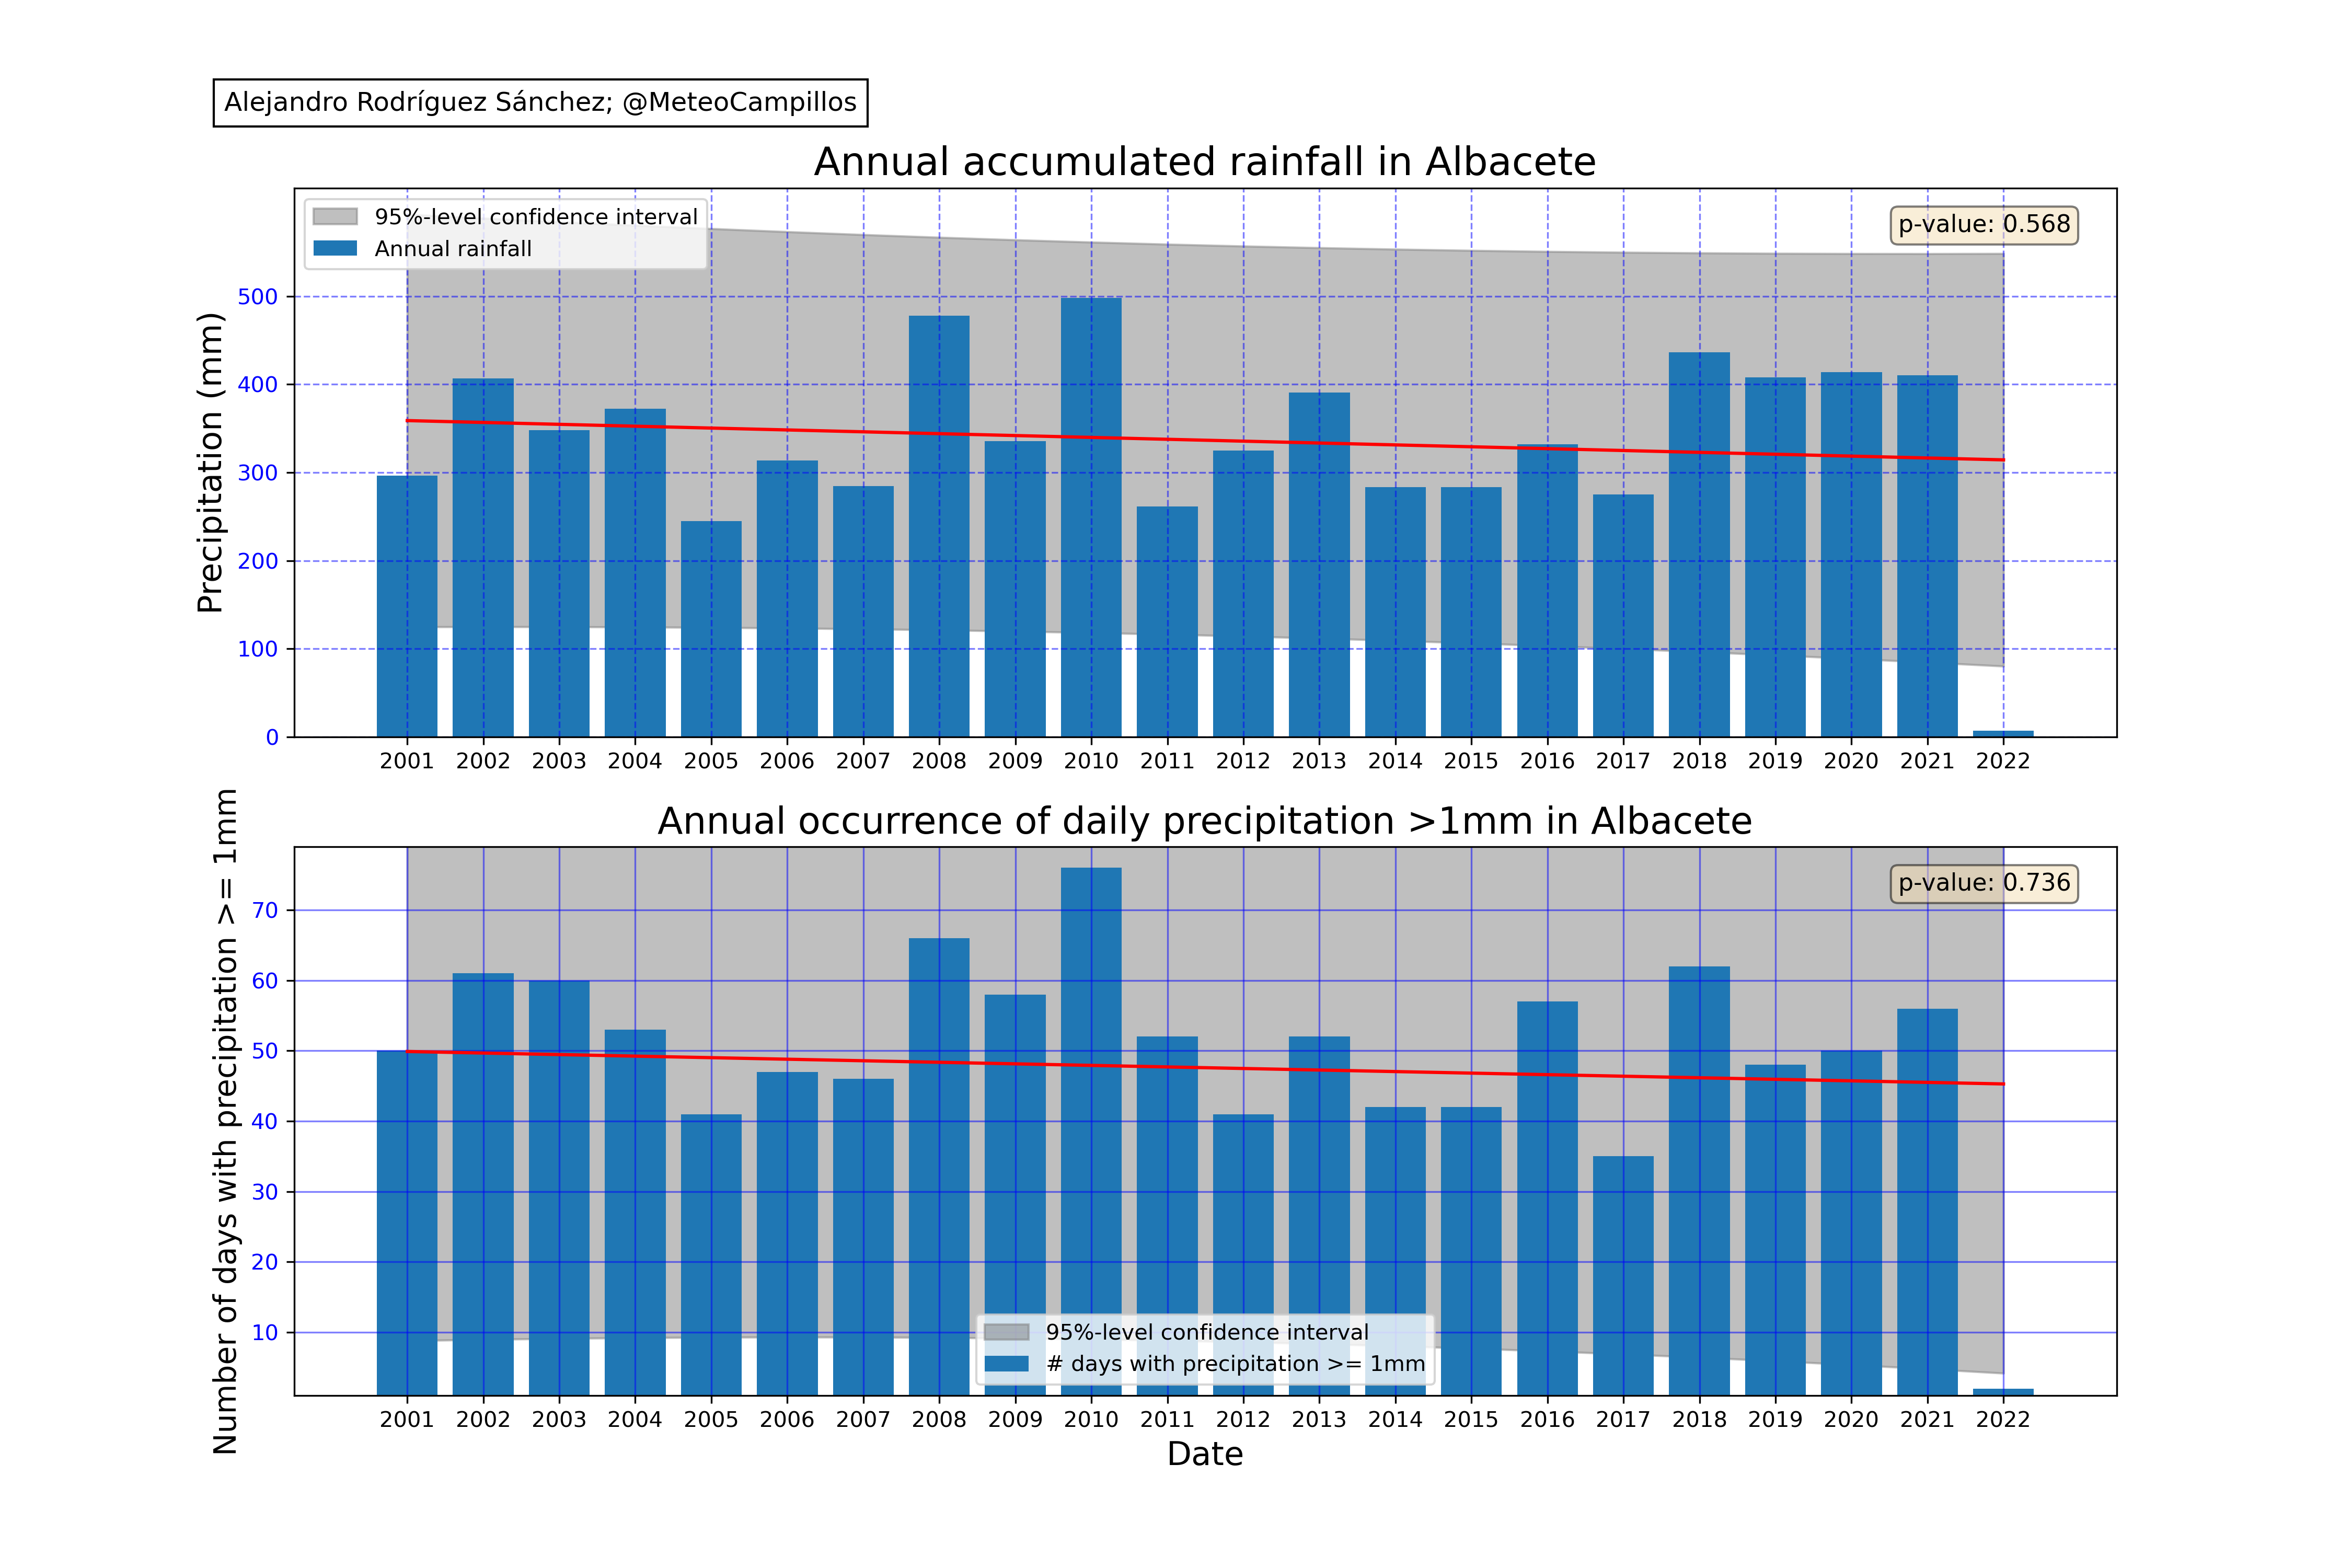 Alejandro Rodríguez Sánchez; @MeteoCampillos
Annual accumulated rainfall in Albacete
95%-level confidence interval
Annual rainfall
p-value: 0.568
Precipitation (mm)
500
400
300
200
100
0
2001 2002 2003 2004 2005 2006 2007 2008 2009 2010 2011 2012 2013 2014 2015 2016 2017 2018 2019 2020 2021 2022
Annual occurrence of daily precipitation >1mm in Albacete
p-value: 0.736
Number of days with precipitation >= 1mm
70
60
50
40
30
20
10
95%-level confidence interval
# days with precipitation >= 1mm
2001 2002 2003 2004 2005 2006 2007 2008 2009 2010 2011 2012 2013 2014 2015 2016 2017 2018 2019 2020 2021 2022
Date